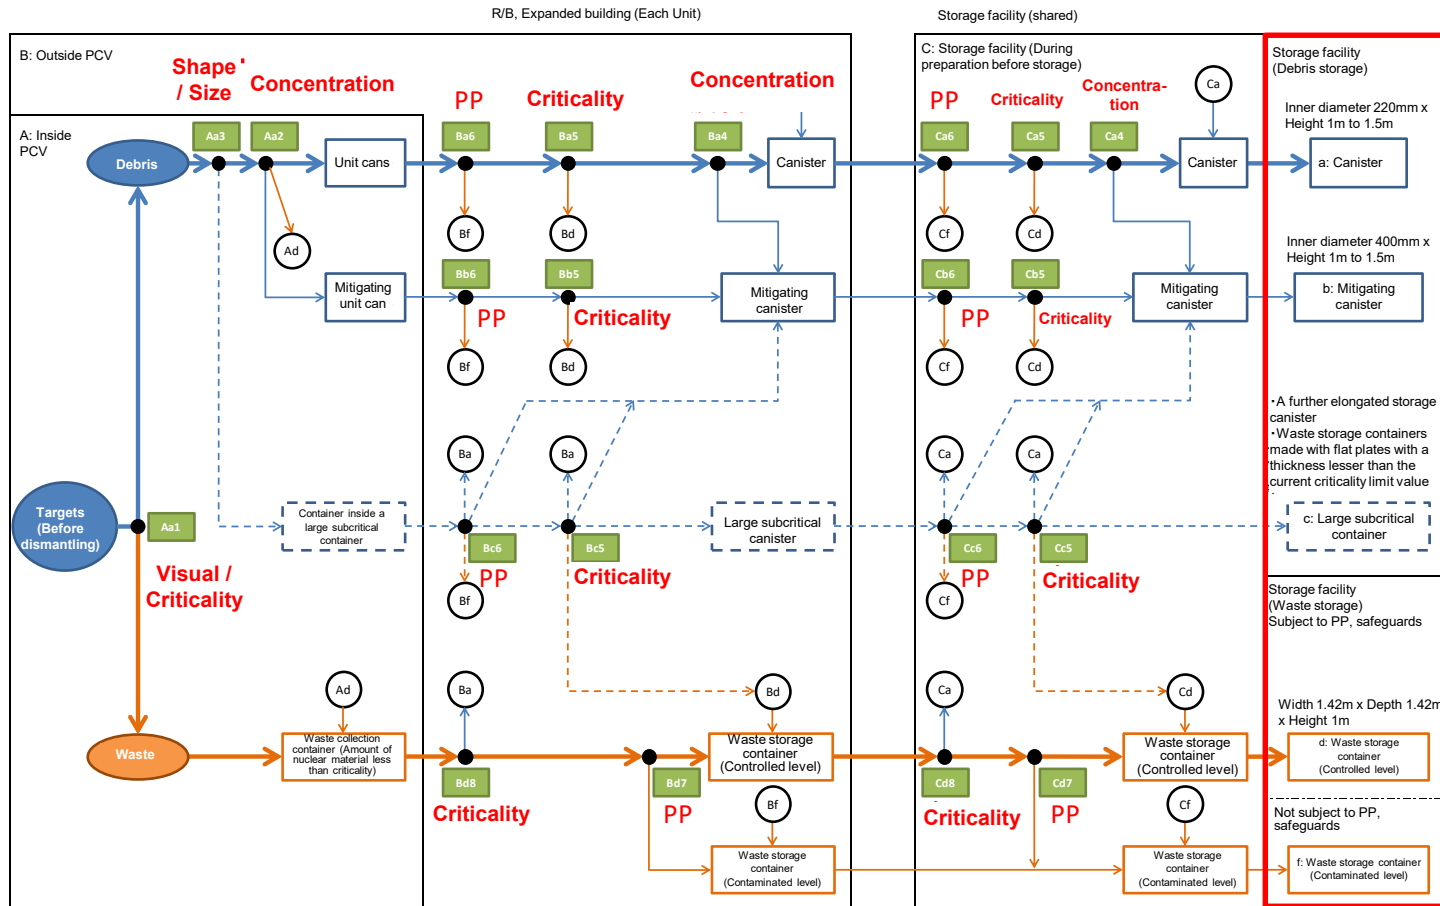 R/B, Expanded building (Each Unit)
Storage facility (shared)
B: Outside PCV
Shape
/ Size
Concentration
PP
Criticality
Concentration
C: Storage facility (During
preparation before storage)
PP
Criticality
Concentra-
tion
Ca
Storage facility
(Debris storage)
Inner diameter 220mm x
Height 1m to 1.5m
A: Inside
PCV
Aa3
Aa2
Ba6
Ba5
Ba4
Ca6
Ca5
Ca4
Debris
Unit cans
Canister
Canister
a: Canister
Ad
Bf
Bd
Cf
Cd
Inner diameter 400mm x
Height 1m to 1.5m
Bb6
Bb5
Cb6
Cb5
Mitigating
unit can
Mitigating
canister
Mitigating
canister
b: Mitigating
canister
PP
Criticality
PP
Criticality
Bf
Bd
Cf
Cd
・A further elongated storage
canister
・Waste storage containers
made with flat plates with a
thickness lesser than the
current criticality limit value
Ba
Ba
Ca
Ca
Targets
(Before
dismantling)
Aa1
Container inside a
large subcritical
container
Large subcritical
canister
c: Large subcritical
container
Bc6
Bc5
Cc6
Cc5
Visual /
Criticality
PP
Criticality
PP
Criticality
Bf
Cf
Storage facility
(Waste storage)
Subject to PP, safeguards
Ad
Ba
Bd
Ca
Cd
Width 1.42m x Depth 1.42m
x Height 1m
Waste
Waste collection
container (Amount of
nuclear material less
than criticality)
Waste storage
container
(Controlled level)
Waste storage
container
(Controlled level)
d: Waste storage
container
(Controlled level)
Bd8
Bd7
Cd8
Cd7
Criticality
PP
Criticality
PP
Bf
Cf
Not subject to PP,
safeguards
Waste storage
container
(Contaminated level)
Waste storage
container
(Contaminated level)
f: Waste storage container
(Contaminated level)